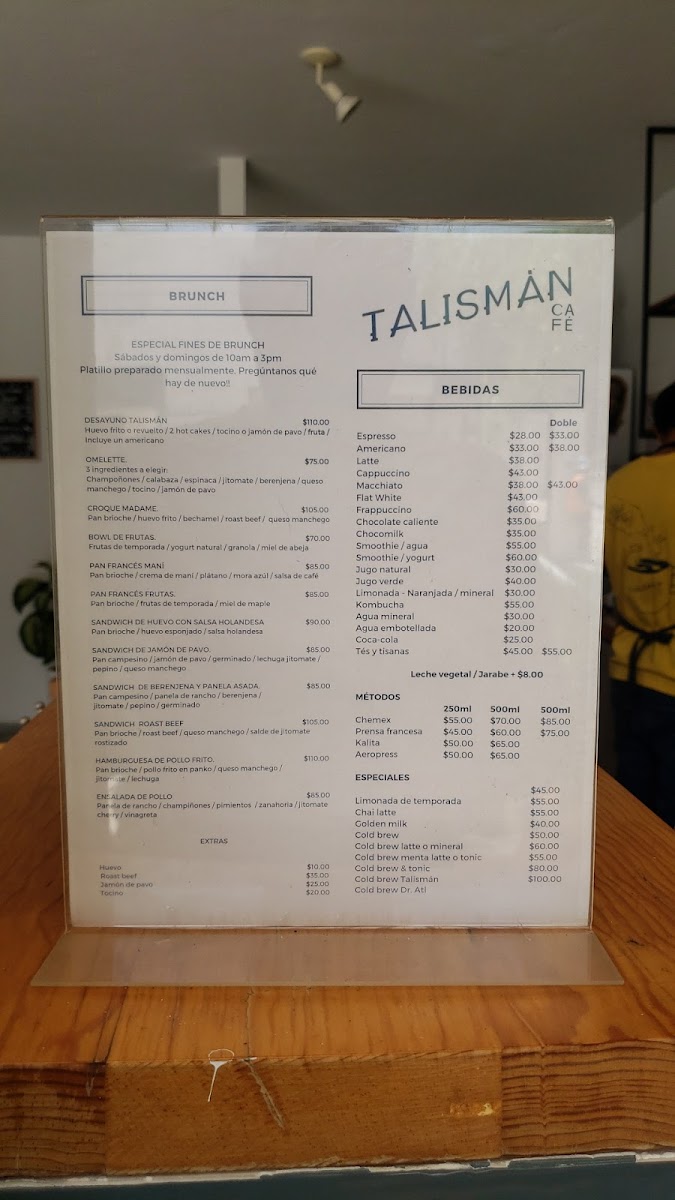 BRUNCH
ESPECIAL FINES DE BRUNCH
Sábados y domingos de 10am a 3pm
Platillo preparado mensualmente. Pregúntanos qué
hay de nuevo!!
DESAYUNO TALISMÁN $110.00
Huevo frito o revuelto / 2 hot cakes / tocino o jamón de pavo / fruta /
Incluye un americano
OMELETTE. $75.00
3 ingredientes a elegir:
Champoñones / calabaza / espinaca / jitomate / berenjena / queso
manchego / tocino / jamón de pavo
CROQUE MADAME. $105.00
Pan brioche / huevo frito / bechamel / roast beef / queso manchego
BOWL DE FRUTAS. $70.00
Frutas de temporada / yogurt natural / granola / miel de abeja
PAN FRANCÉS MANÍ $85.00
Pan brioche / crema de maní / plátano / mora azúl / salsa de café
PAN FRANCÉS FRUTAS. $85.00
Pan brioche / frutas de temporada / miel de maple
SANDWICH DE HUEVO CON SALSA HOLANDESA $90.00
Pan brioche / huevo esponjado / salsa holandesa
SANDWICH DE JAMÓN DE PAVO. $85.00
Pan campesino / jamón de pavo / germinado / lechuga jitomate /
pepino / queso manchego
SANDWICH DE BERENJENA Y PANELA ASADA. $85.00
Pan campesino / panela de rancho / berenjena /
jitomate / pepino / germinado
SANDWICH ROAST BEEF $105.00
Pan brioche / roast beef / queso manchego / salde de jitomate
rostizado
HAMBURGUESA DE POLLO FRITO. $110.00
Pan brioche / pollo frito en panko / queso manchego /
jitomate / lechuga
ENSALADA DE POLLO $85.00
Panela de rancho / champiñones / pimientos / zanahoria / jitomate
cherry / vinagreta
EXTRAS
Huevo $10.00
Roast beef $35.00
Jamón de pavo $25.00
Tocino $20.00
TALISMÁN
CA
FÉ
BEBIDAS
Doble
Espresso $28.00 $33.00
Americano $33.00 $38.00
Latte $38.00
Cappuccino $43.00
Macchiato $38.00 $43.00
Flat White $43.00
Frappuccino $60.00
Chocolate caliente $35.00
Chocomilk $35.00
Smoothie / agua $55.00
Smoothie / yogurt $60.00
Jugo natural $30.00
Jugo verde $40.00
Limonada - Naranjada / mineral $30.00
Kombucha $55.00
Agua mineral $30.00
Agua embotellada $20.00
Coca-cola $25.00
Tés y tisanas $45.00 $55.00
Leche vegetal / Jarabe + $8.00
MÉTODOS
250ml 500ml 500ml
Chemex $55.00 $70.00 $85.00
Prensa francesa $45.00 $60.00 $75.00
Kalita $50.00 $65.00
Aeropress $50.00 $65.00
ESPECIALES
$45.00
Limonada de temporada $55.00
Chai latte $55.00
Golden milk $40.00
Cold brew $50.00
Cold brew latte o mineral $60.00
Cold brew menta latte o tonic $55.00
Cold brew & tonic $80.00
Cold brew Talismán $100.00
Cold brew Dr. Atl